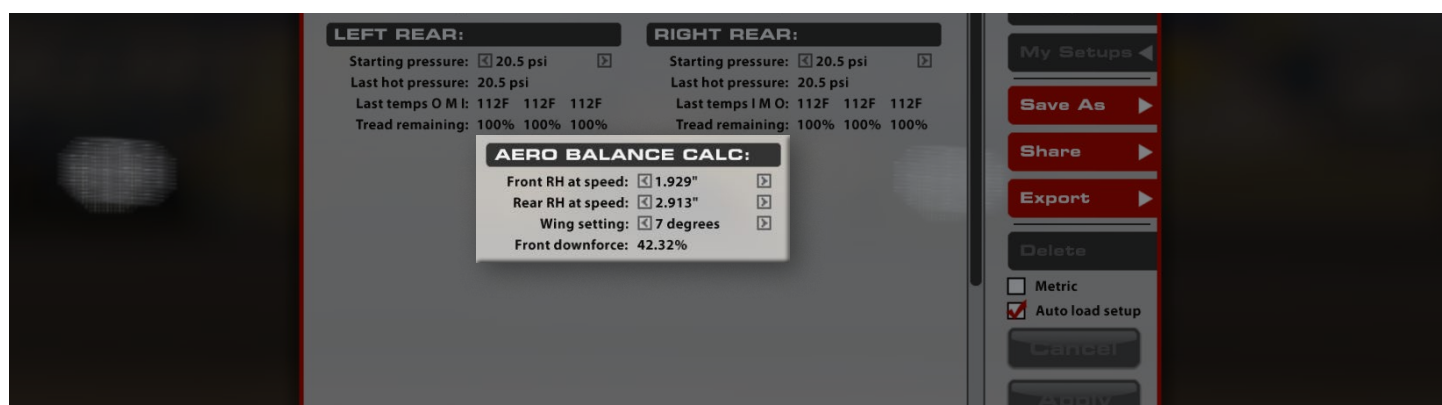 LEFT REAR:
Starting pressure: 20.5 psi
Last hot pressure: 20.5 psi
Last temps O M I: 112F 112F 112F
Tread remaining: 100% 100% 100%
RIGHT REAR:
Starting pressure: 20.5 psi
Last hot pressure: 20.5 psi
Last temps I M O: 112F 112F 112F
Tread remaining: 100% 100% 100%
AERO BALANCE CALC:
Front RH at speed: 1.929"
Rear RH at speed: 2.913"
Wing setting: 7 degrees
Front downforce: 42.32%
My Setups
Save As
Share
Export
Delete
Metric
Auto load setup
Cancel
Apply